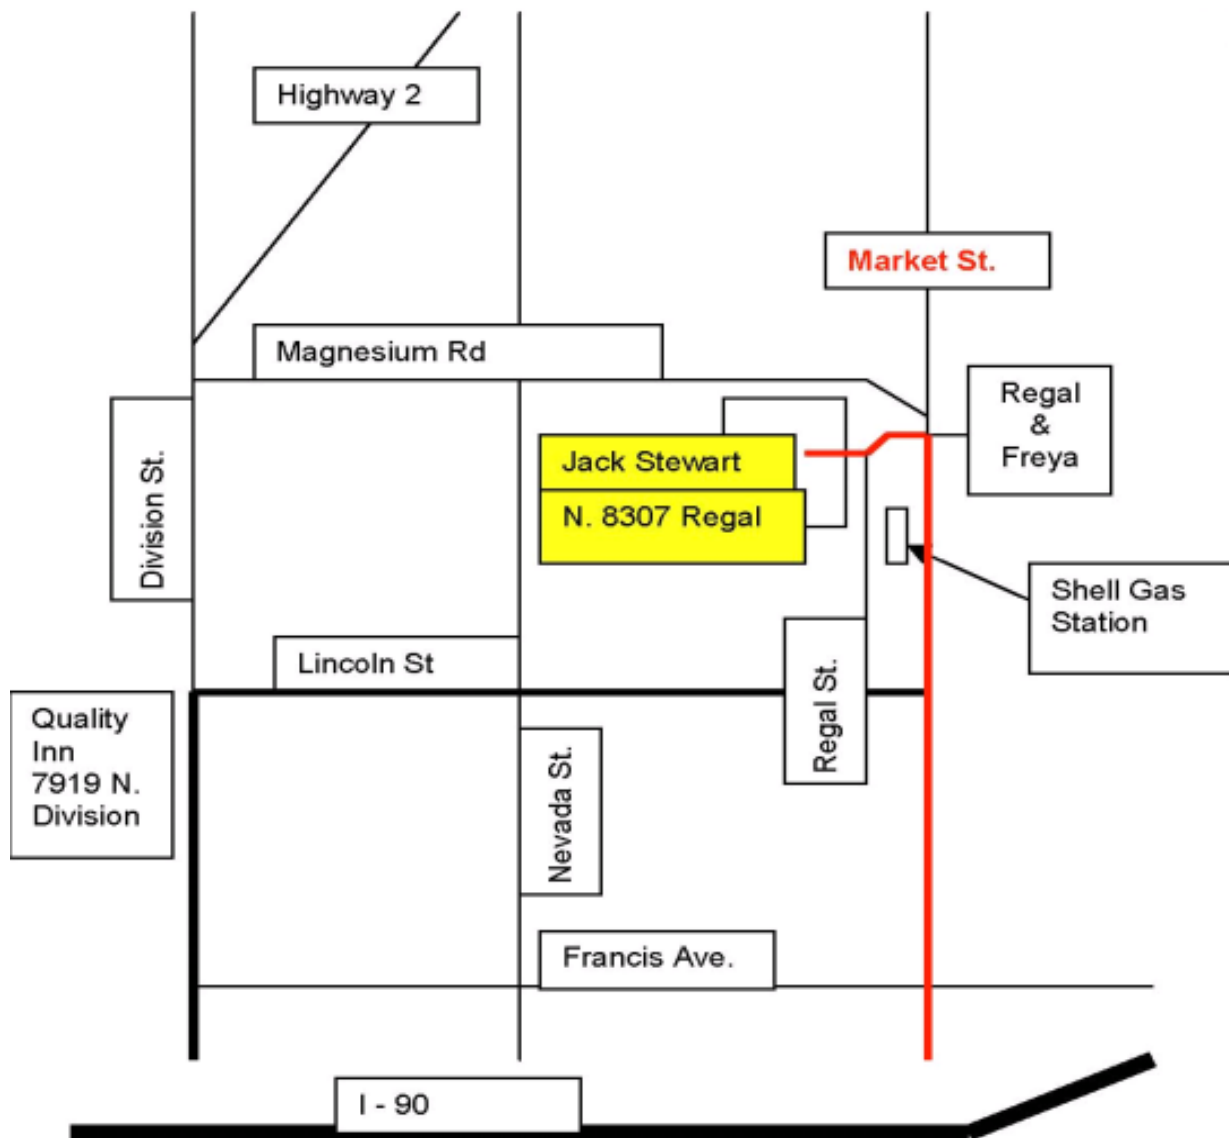 Highway 2
Market St.
Magnesium Rd
Regal
&
Freya
Division St.
Jack Stewart
N. 8307 Regal
Shell Gas
Station
Lincoln St
Regal St.
Quality
Inn
7919 N.
Division
Nevada St.
Francis Ave.
I - 90